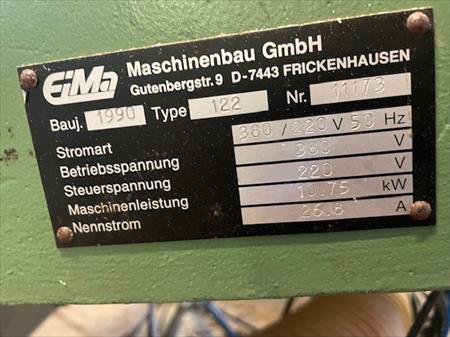 EiMa Maschinenbau GmbH
Gutenbergstr. 9 D-7443 FRICKENHAUSEN
Bauj. 1990 Type 122 Nr. 11173
Stromart 380/220 V 50 Hz
Betriebsspannung 380 V
Steuerspannung 220 V
Maschinenleistung 10.75 kW
Nennstrom 26.8 A